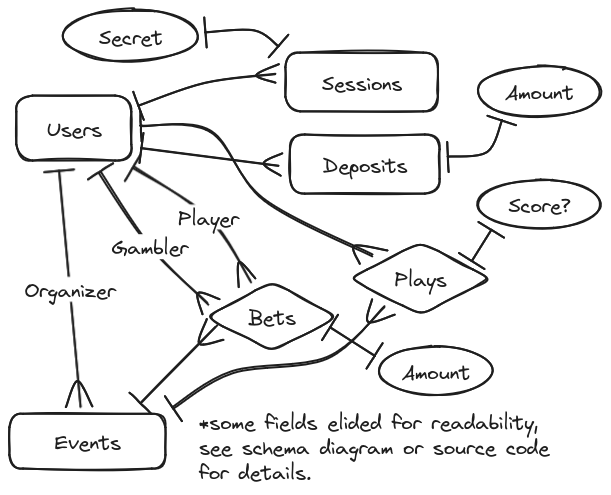 Secret
Sessions
Amount
Users
Deposits
Score?
Player
Gambler
Plays
Organizer
Bets
Amount
Events
*some fields elided for readability,
see schema diagram or source code
for details.